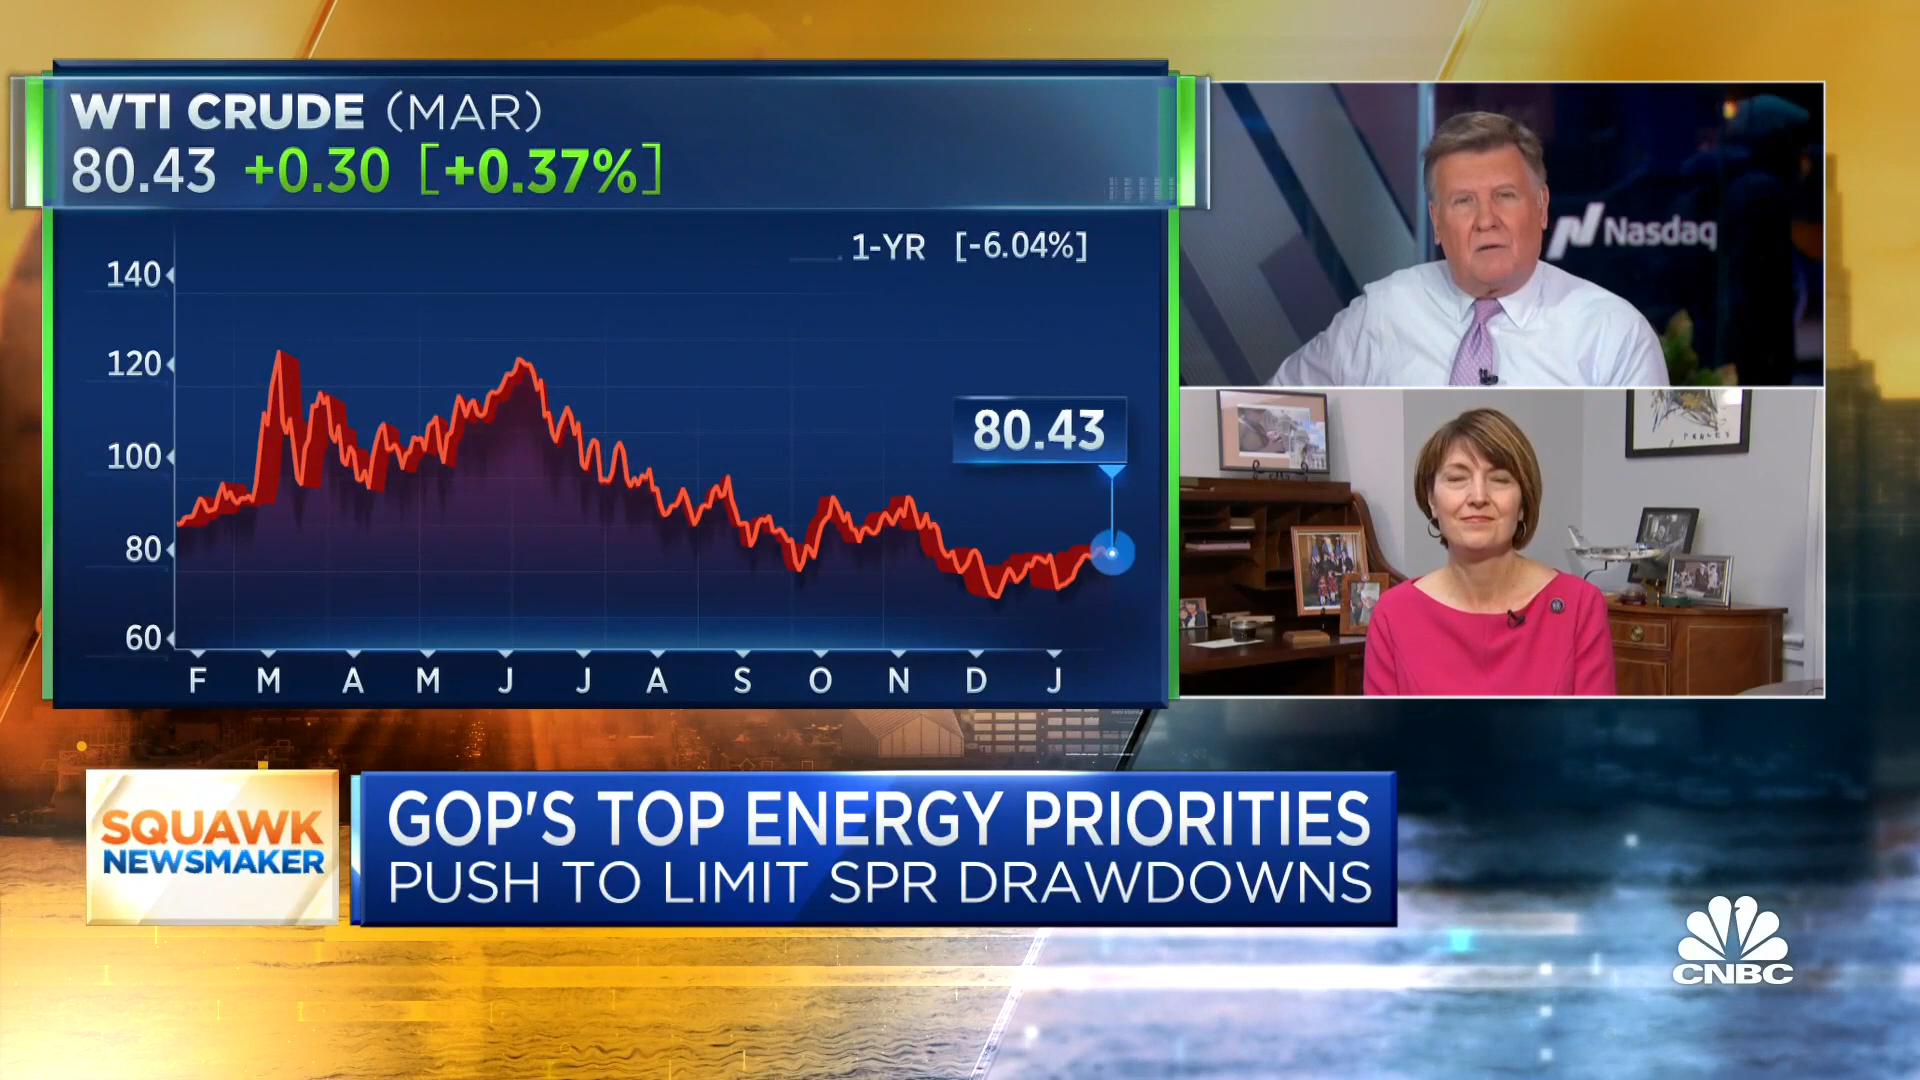 WTI CRUDE (MAR)
80.43 +0.30 [+0.37%]
1-YR [-6.04%]
140
120
100
80
60
80.43
F M A M J J A S O N D J
Nasdaq
SQUAWK
NEWSMAKER
GOP'S TOP ENERGY PRIORITIES
PUSH TO LIMIT SPR DRAWDOWNS
CNBC